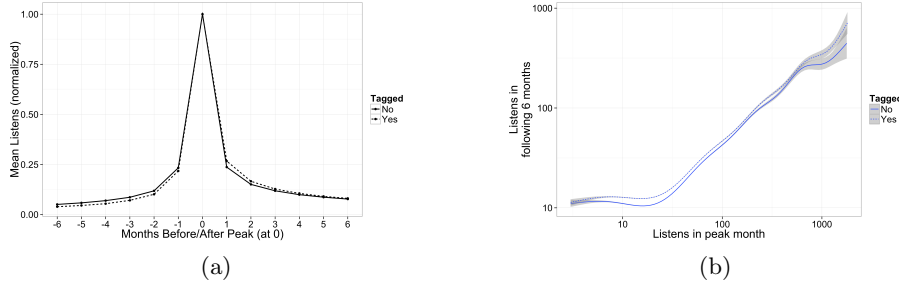 1.00
0.75
0.50
0.25
0.00
Mean Listens (normalized)
-6 -5 -4 -3 -2 -1 0 1 2 3 4 5 6
Months Before/After Peak (at 0)
Tagged
No
Yes
(a)
1000
100
10
Listens in
following 6 months
10 100 1000
Listens in peak month
Tagged
No
Yes
(b)